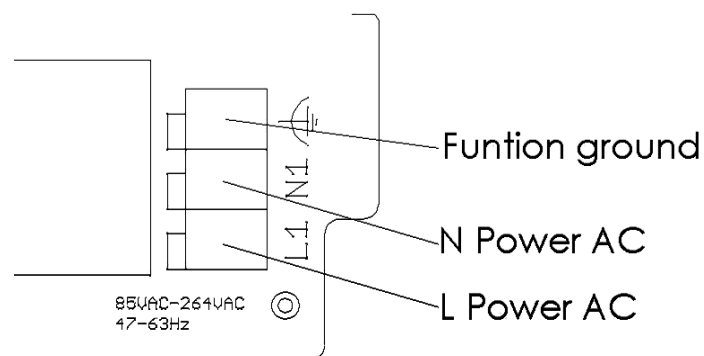 Funtion ground
N1
N Power AC
L1
L Power AC
85VAC-264VAC
47-63Hz